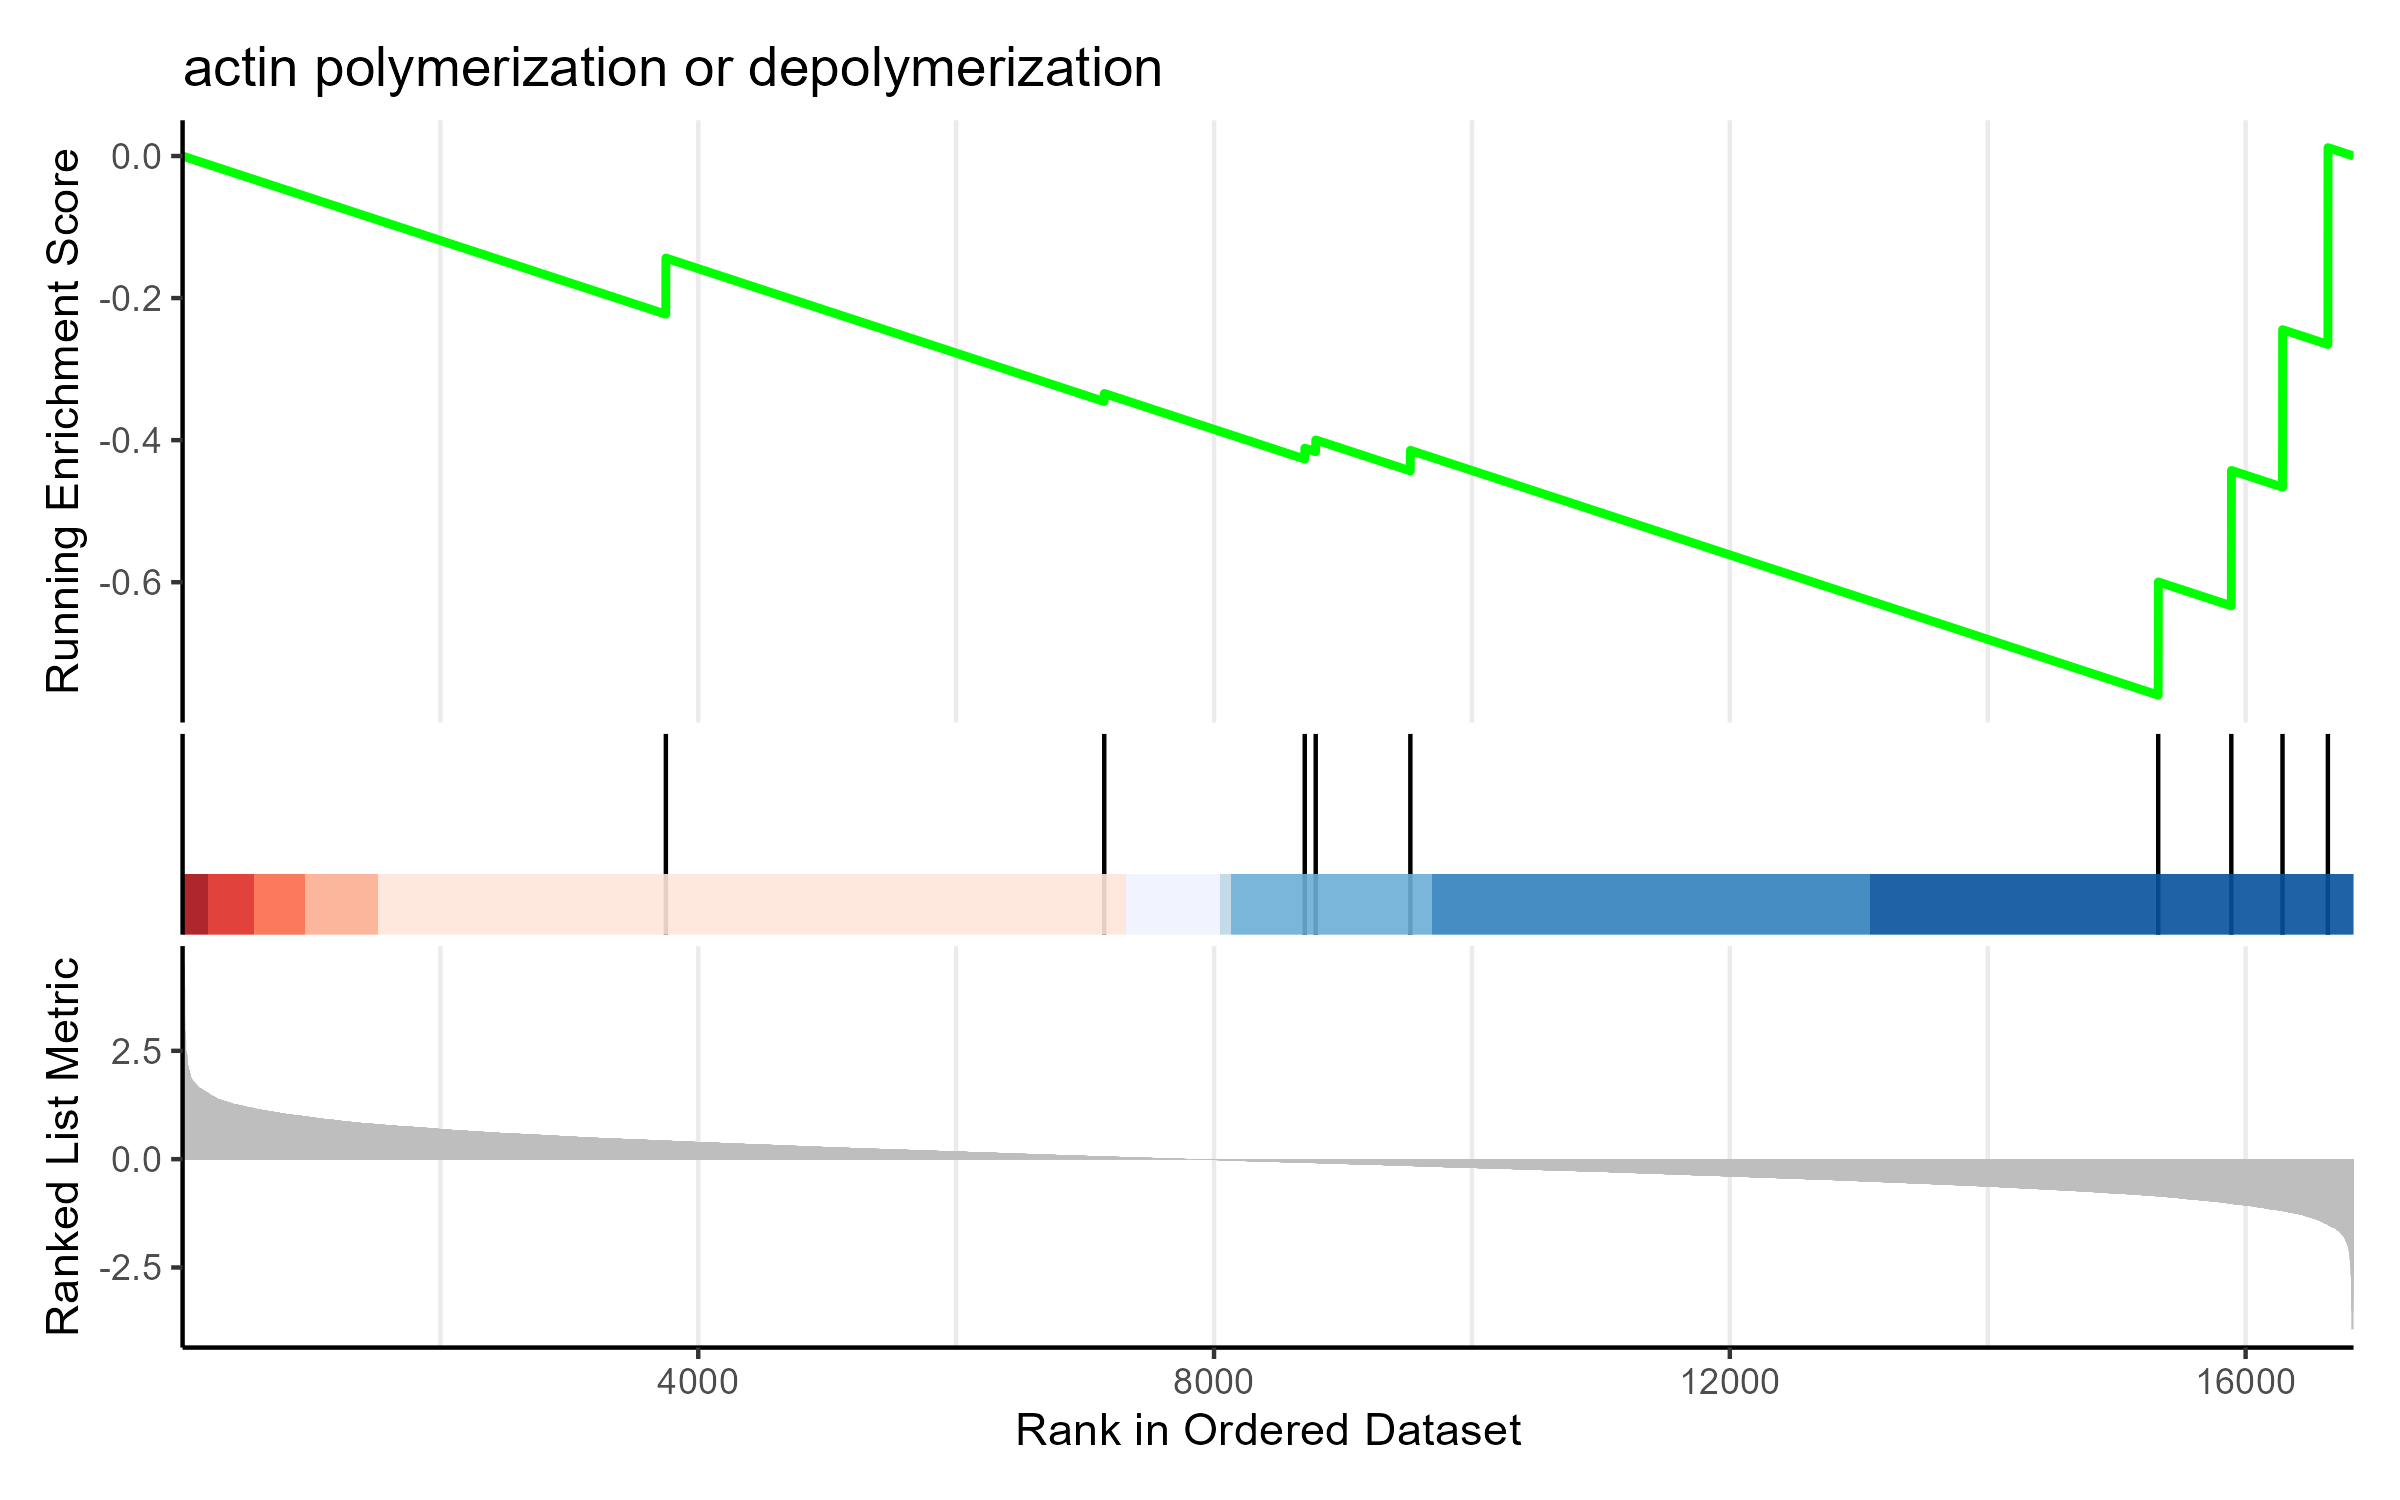 actin polymerization or depolymerization
Running Enrichment Score
0.0
-0.2
-0.4
-0.6
Ranked List Metric
2.5
0.0
-2.5
4000 8000 12000 16000
Rank in Ordered Dataset